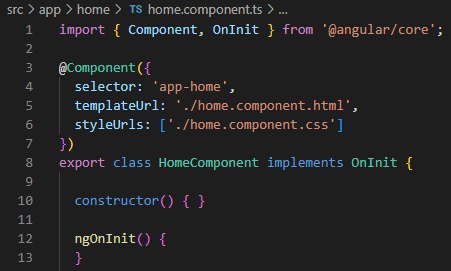 src > app > home > TS home.component.ts > ...
1 import { Component, OnInit } from '@angular/core';
2
3 @Component({
4   selector: 'app-home',
5   templateUrl: './home.component.html',
6   styleUrls: ['./home.component.css']
7 })
8 export class HomeComponent implements OnInit {
9
10   constructor() { }
11
12   ngOnInit() {
13   }